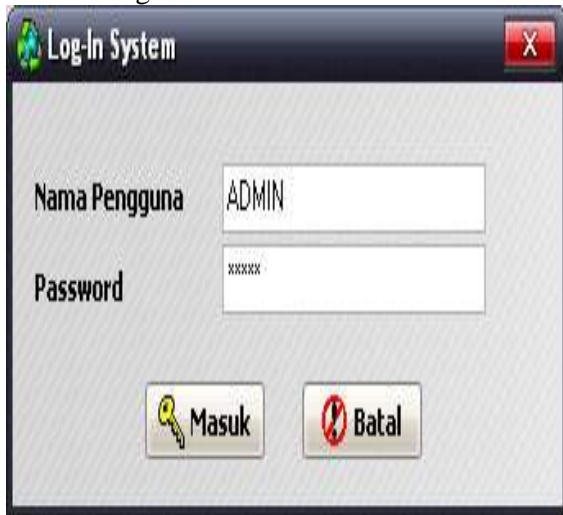 Log-In System X
Nama Pengguna ADMIN
Password xxxxx
Masuk Batal